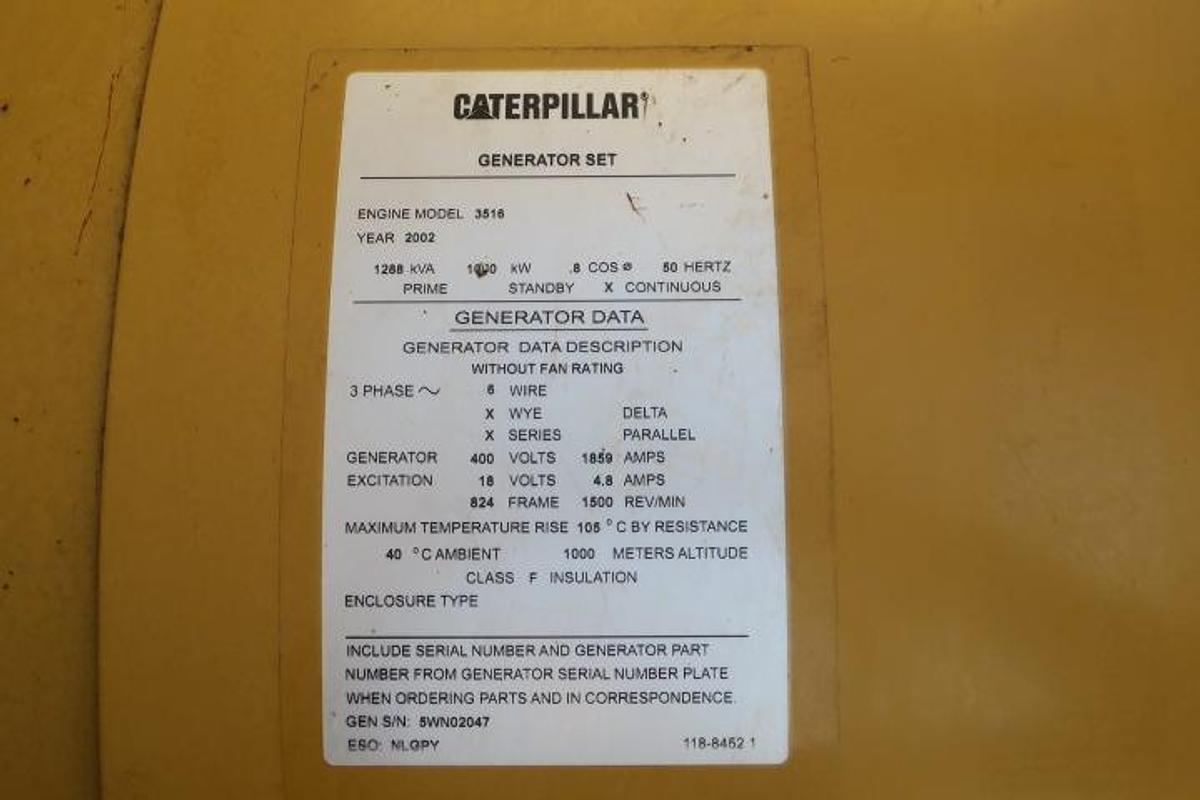 CATERPILLAR
GENERATOR SET
ENGINE MODEL 3516
YEAR 2002
1288 kVA kW .8 COS ø 50 HERTZ
PRIME STANDBY X CONTINUOUS
GENERATOR DATA
GENERATOR DATA DESCRIPTION
WITHOUT FAN RATING
3 PHASE ~ 6 WIRE
X WYE DELTA
X SERIES PARALLEL
GENERATOR 400 VOLTS 1859 AMPS
EXCITATION 18 VOLTS 4.8 AMPS
824 FRAME 1500 REV/MIN
MAXIMUM TEMPERATURE RISE 105 °C BY RESISTANCE
40 °C AMBIENT 1000 METERS ALTITUDE
CLASS F INSULATION
ENCLOSURE TYPE
INCLUDE SERIAL NUMBER AND GENERATOR PART
NUMBER FROM GENERATOR SERIAL NUMBER PLATE
WHEN ORDERING PARTS AND IN CORRESPONDENCE.
GEN S/N: 5WN02047
ESO: NLGPY 118-8452 1